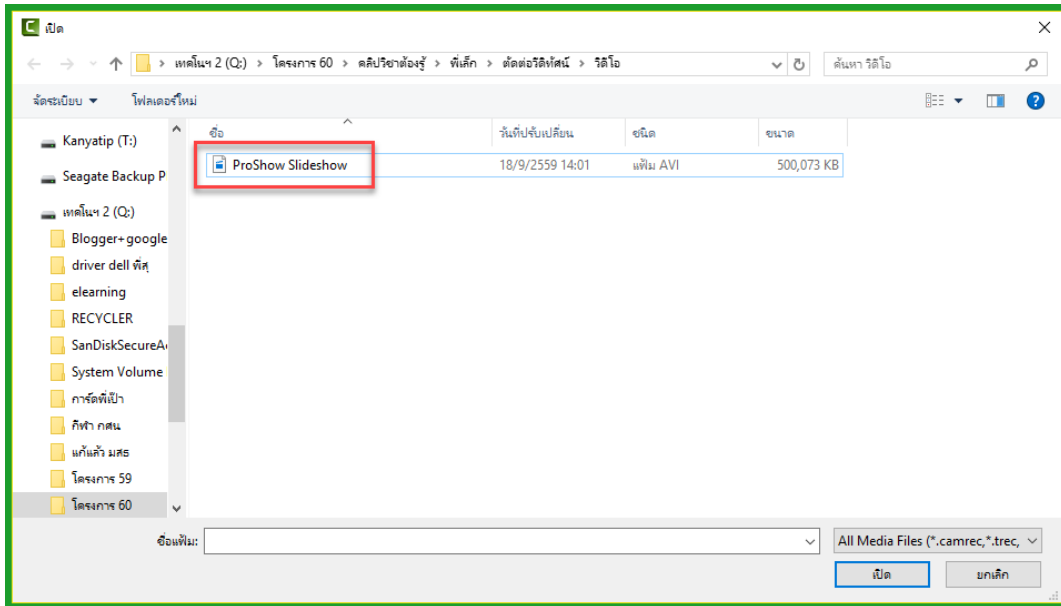 เปิด
เทคโนฯ 2 (Q:) > โครงการ 60 > คลิปวิชาต้องรู้ > พี่เล็ก > ตัดต่อวิดิทัศน์ > วิดิโอ
ค้นหา วิดิโอ
จัดระเบียบ โฟลเดอร์ใหม่
ชื่อ วันที่ปรับเปลี่ยน ชนิด ขนาด
ProShow Slideshow 18/9/2559 14:01 แฟ้ม AVI 500,073 KB
Kanyatip (T:)
Seagate Backup P
เทคโนฯ 2 (Q:)
Blogger+google
driver dell พี่สุ
elearning
RECYCLER
SanDiskSecureA
System Volume
การ์ดพี่เป้า
กีฬา กศน
แก้แล้ว มสธ
โครงการ 59
โครงการ 60
ชื่อแฟ้ม:
All Media Files (*.camrec,*.trec,
เปิด ยกเลิก